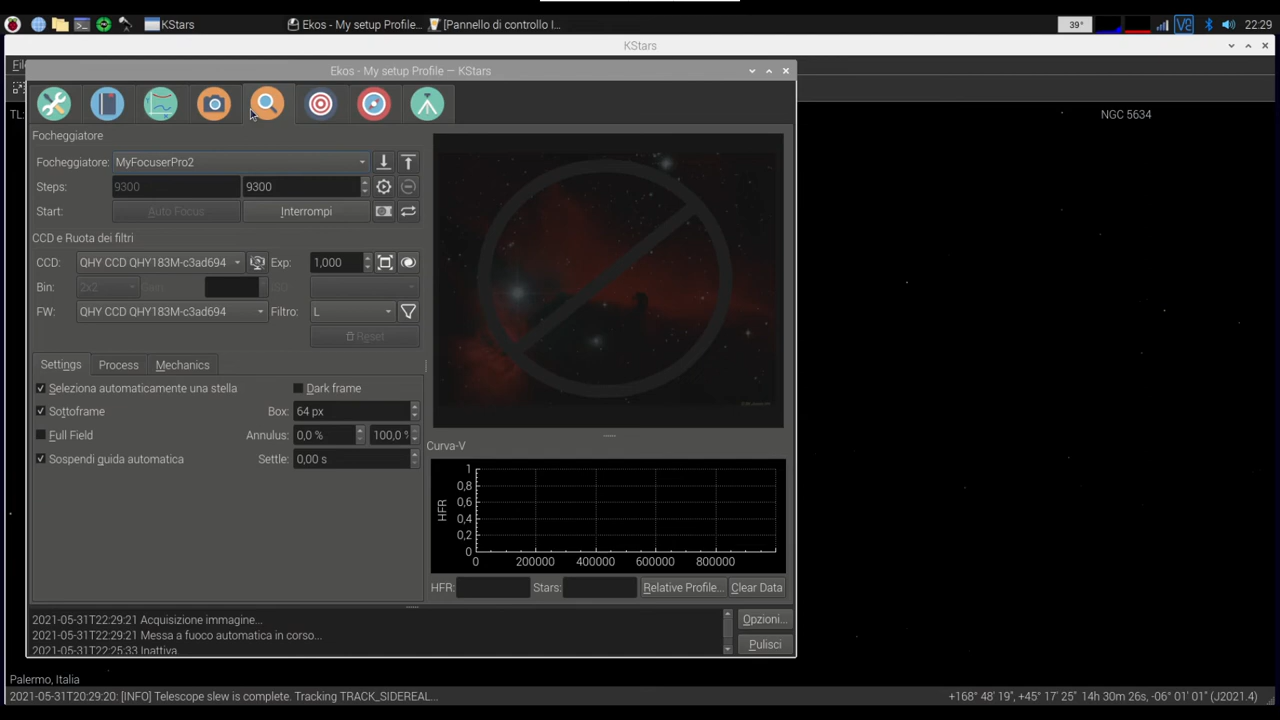 KStars
Ekos - My setup Profile...
[Pannello di controllo I...
39°
V2
22:29
KStars
Fil
Ekos - My setup Profile — KStars
TL:
NGC 5634
Focheggiatore
Focheggiatore: MyFocuserPro2
Steps: 9300 9300
Start: Auto Focus Interrompi
CCD e Ruota dei filtri
CCD: QHY CCD QHY183M-c3ad694 Exp: 1,000
Bin: 2x2 Gain: ISO:
FW: QHY CCD QHY183M-c3ad694 Filtro: L
Reset
Settings Process Mechanics
Seleziona automaticamente una stella Dark frame
Sottoframe Box: 64 px
Full Field Annulus: 0,0 % 100,0 %
Sospendi guida automatica Settle: 0,00 s
Curva-V
HFR
1
0,8
0,6
0,4
0,2
0
0 200000 400000 600000 800000
HFR: Stars: Relative Profile... Clear Data
2021-05-31T22:29:21 Acquisizione immagine...
2021-05-31T22:29:21 Messa a fuoco automatica in corso...
2021-05-31T22:25:33 Inattiva.
Opzioni...
Pulisci
Palermo, Italia
2021-05-31T20:29:20: [INFO] Telescope slew is complete. Tracking TRACK_SIDEREAL...
+168° 48' 19", +45° 17' 25" 14h 30m 26s, -06° 01' 01" (J2021.4)